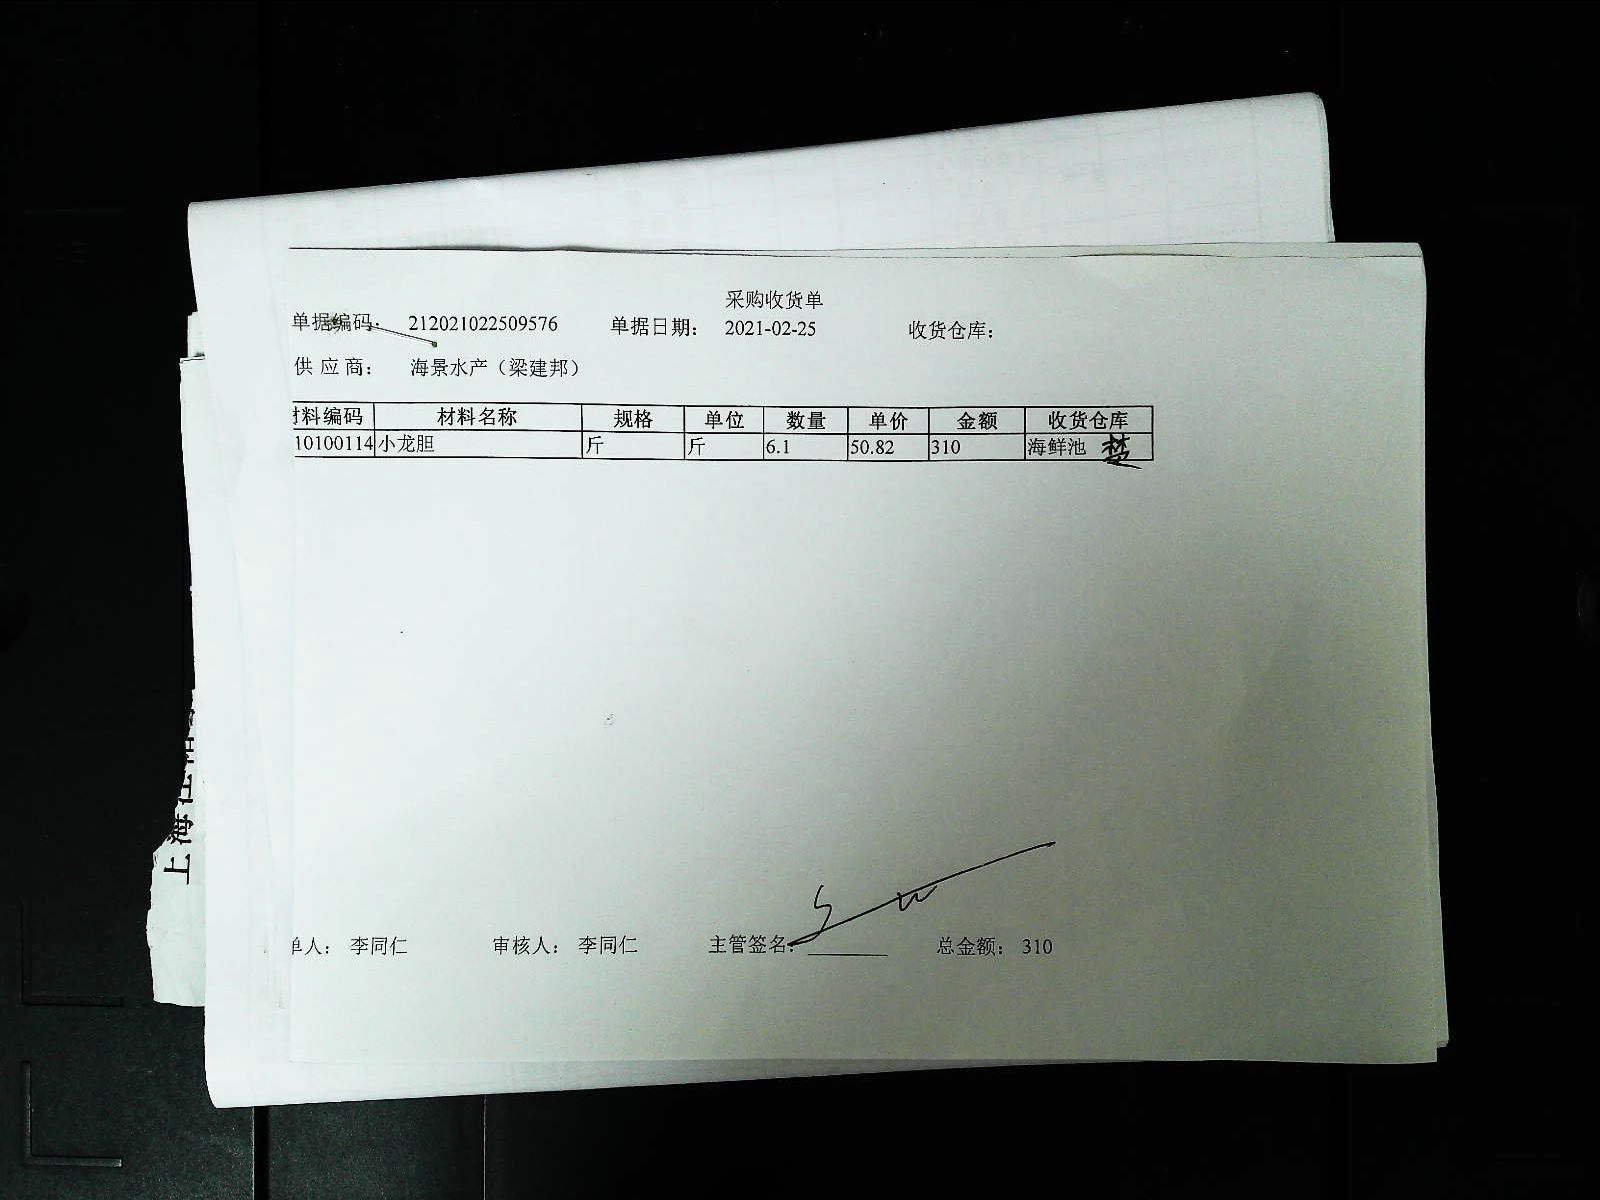 采购收货单
单据编码： 212021022509576 单据日期： 2021-02-25 收货仓库：
供应商： 海景水产（梁建邦）
材料编码 材料名称 规格 单位 数量 单价 金额 收货仓库
10100114 小龙胆 斤 斤 6.1 50.82 310 海鲜池 楚
单人： 李同仁 审核人： 李同仁 主管签名： 总金额： 310
上海